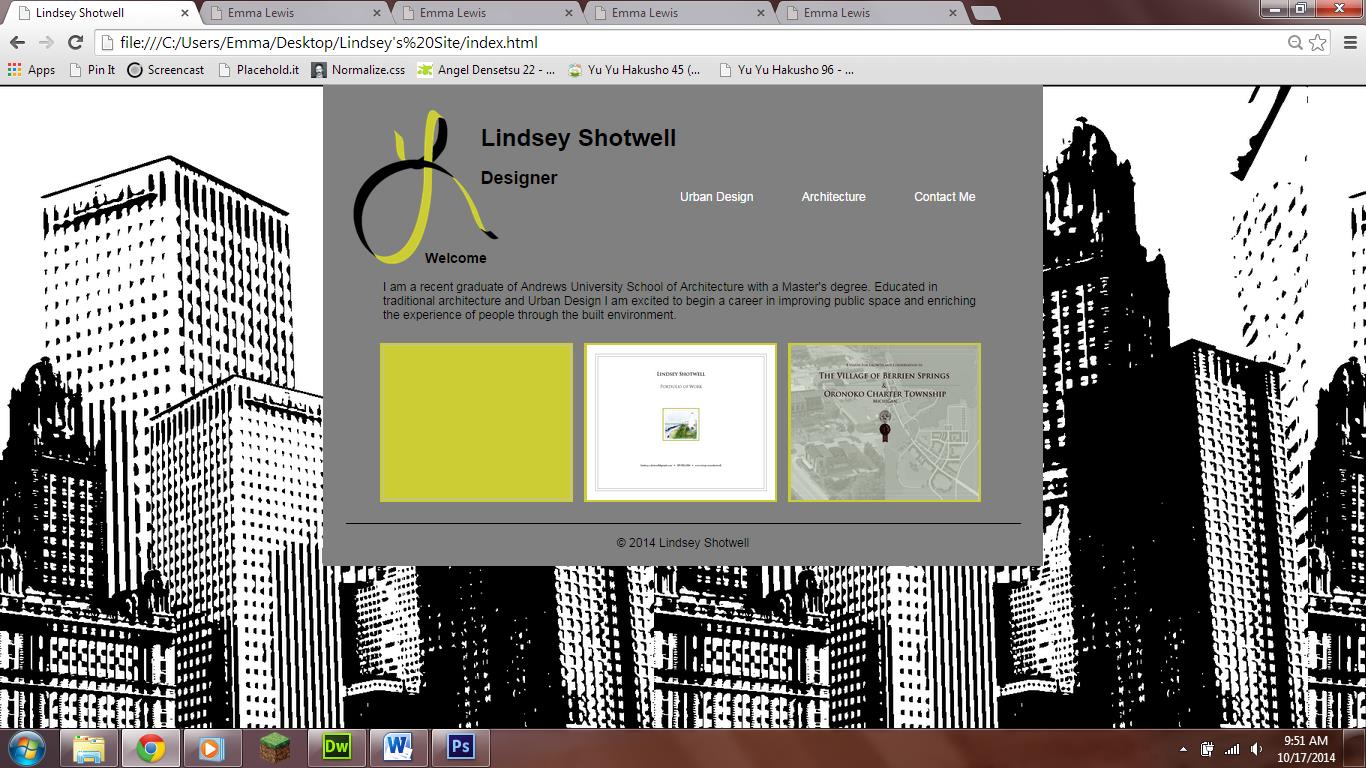 Lindsey Shotwell
Emma Lewis
Emma Lewis
Emma Lewis
Emma Lewis
file:///C:/Users/Emma/Desktop/Lindsey's%20Site/index.html
Apps
Pin It
Screencast
Placehold.it
Normalize.css
Angel Densetsu 22 - ...
Yu Yu Hakusho 45 (...
Yu Yu Hakusho 96 - ...
Lindsey Shotwell
Designer
Urban Design
Architecture
Contact Me
Welcome
I am a recent graduate of Andrews University School of Architecture with a Master's degree. Educated in
traditional architecture and Urban Design I am excited to begin a career in improving public space and enriching
the experience of people through the built environment.
Lindsey Shotwell
Portfolio of Work
The Village of Berrien Springs
&
Oronoko Charter Township
Michigan
© 2014 Lindsey Shotwell
Dw
W
Ps
9:51 AM
10/17/2014